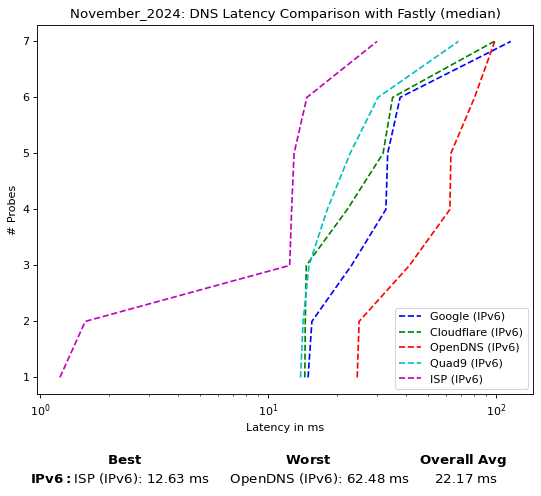 November_2024: DNS Latency Comparison with Fastly (median)
7
6
5
4
3
2
1
# Probes
Google (IPv6)
Cloudflare (IPv6)
OpenDNS (IPv6)
Quad9 (IPv6)
ISP (IPv6)
10⁰ 10¹ 10²
Latency in ms
Best Worst Overall Avg
IPv6: ISP (IPv6): 12.63 ms OpenDNS (IPv6): 62.48 ms 22.17 ms